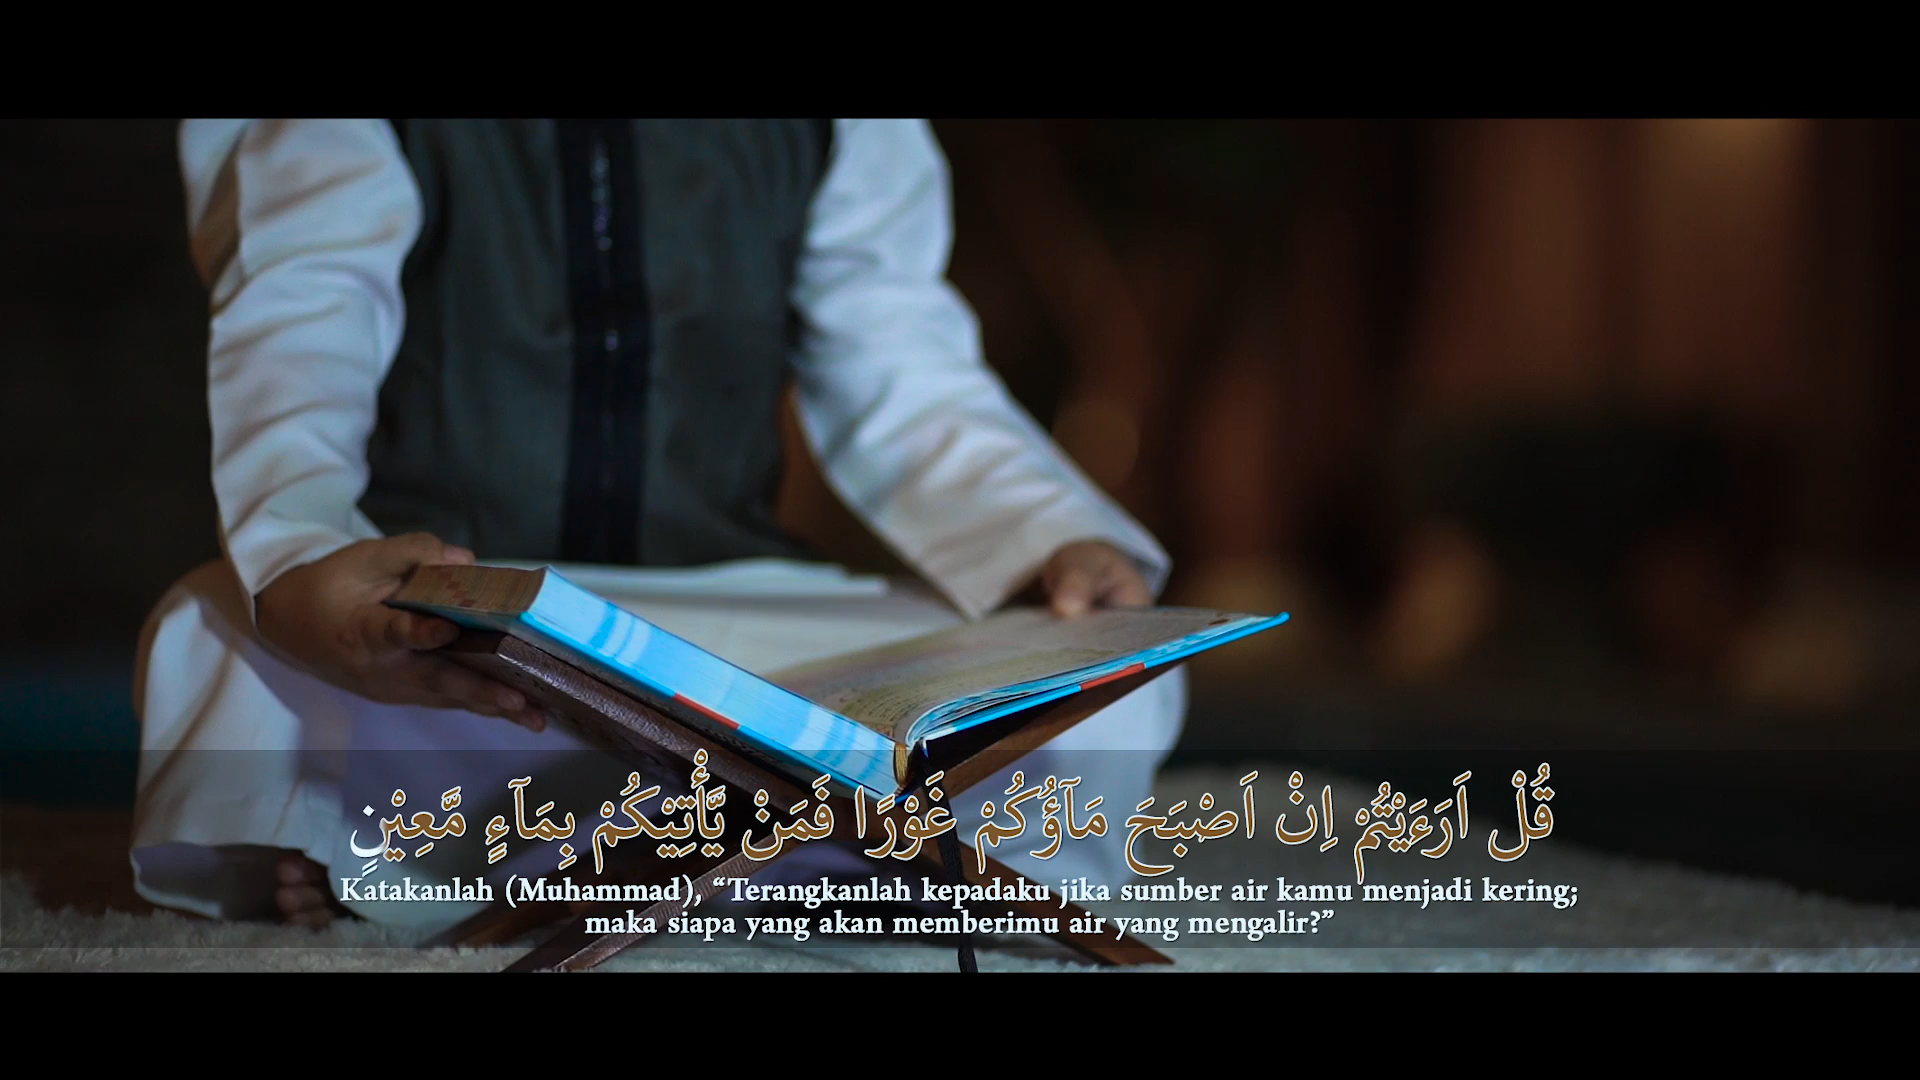 قُلْ اَرَءَيْتُمْ اِنْ اَصْبَحَ مَآؤُكُمْ غَوْرًا فَمَنْ يَّأْتِيْكُمْ بِمَآءٍ مَّعِيْنٍ
Katakanlah (Muhammad), “Terangkanlah kepadaku jika sumber air kamu menjadi kering;
maka siapa yang akan memberimu air yang mengalir?”